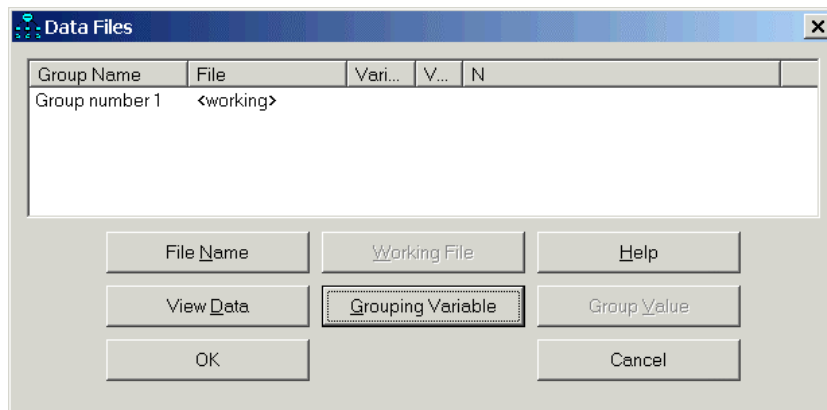 Data Files
Group Name File Vari... V... N
Group number 1 <working>
File Name Working File Help
View Data Grouping Variable Group Value
OK Cancel